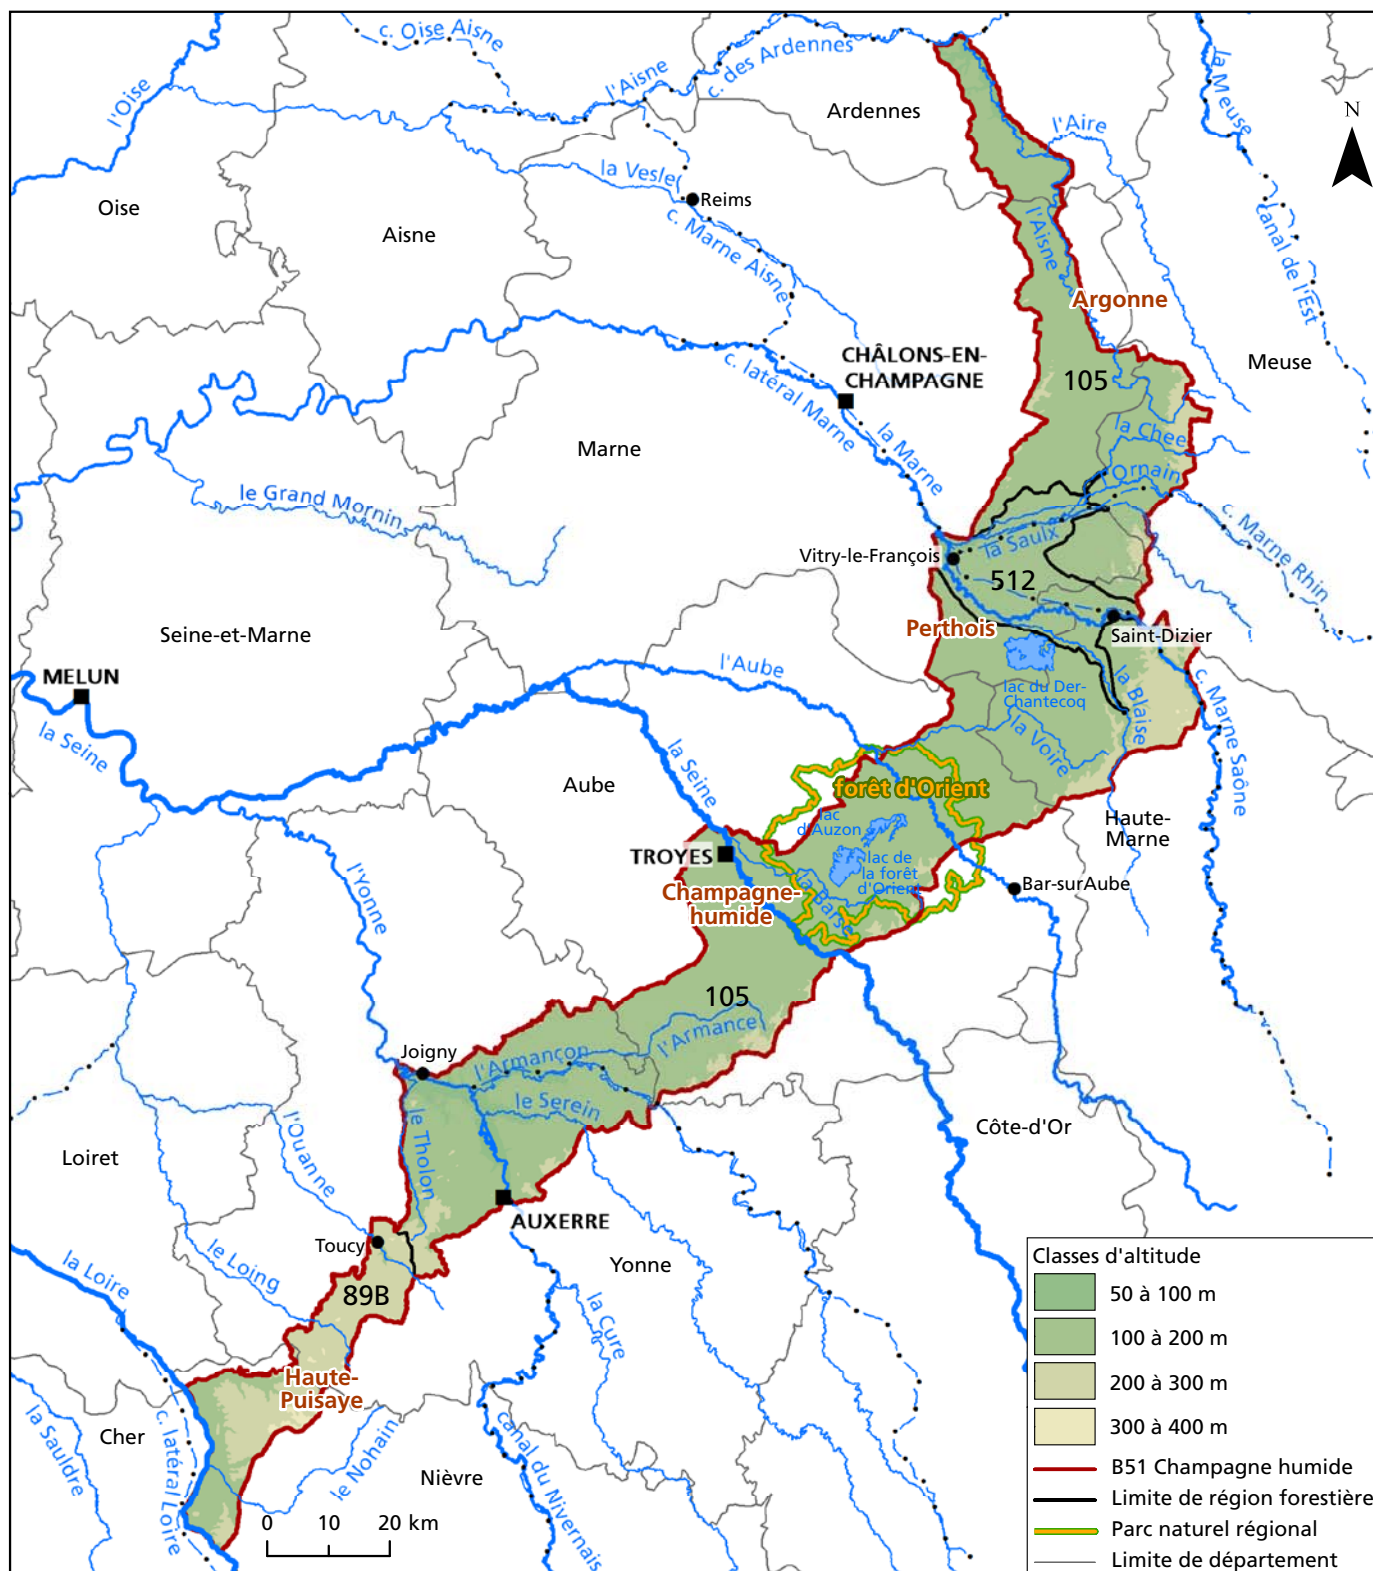 c. Oise Aisne
l'Oise
l'Aisne
c. des Ardennes
Ardennes
la Meuse
N
l'Aire
la Vesle
Reims
Oise
Aisne
c. Marne Aisne
l'Aisne
canal de l'Est
Argonne
CHÂLONS-EN-
CHAMPAGNE
c. latéral Marne
105
Meuse
la Marne
Marne
la Chee
Ornain
le Grand Mornin
c. Marne Rhin
la Saulx
Vitry-le-François
512
Seine-et-Marne
Perthois
Saint-Dizier
MELUN
l'Aube
lac du Der-
Chantecoq
la Blaise
c. Marne Saône
la Seine
la Voire
la Seine
Aube
forêt d'Orient
lac
d'Auzon
Haute-
Marne
TROYES
lac de
la forêt
d'Orient
Champagne-
humide
la Barse
Bar-surAube
l'Yonne
105
l'Armance
Joigny
l'Armançon
le Serein
l'Ouanne
le Tholon
Côte-d'Or
Loiret
AUXERRE
Toucy
le Loing
la Loire
Yonne
89B
la Cure
Haute-
Puisaye
Cher
la Sauldre
c. latéral Loire
le Nohain
Nièvre
canal du Nivernais
0 10 20 km
Classes d'altitude
50 à 100 m
100 à 200 m
200 à 300 m
300 à 400 m
B51 Champagne humide
Limite de région forestière
Parc naturel régional
Limite de département